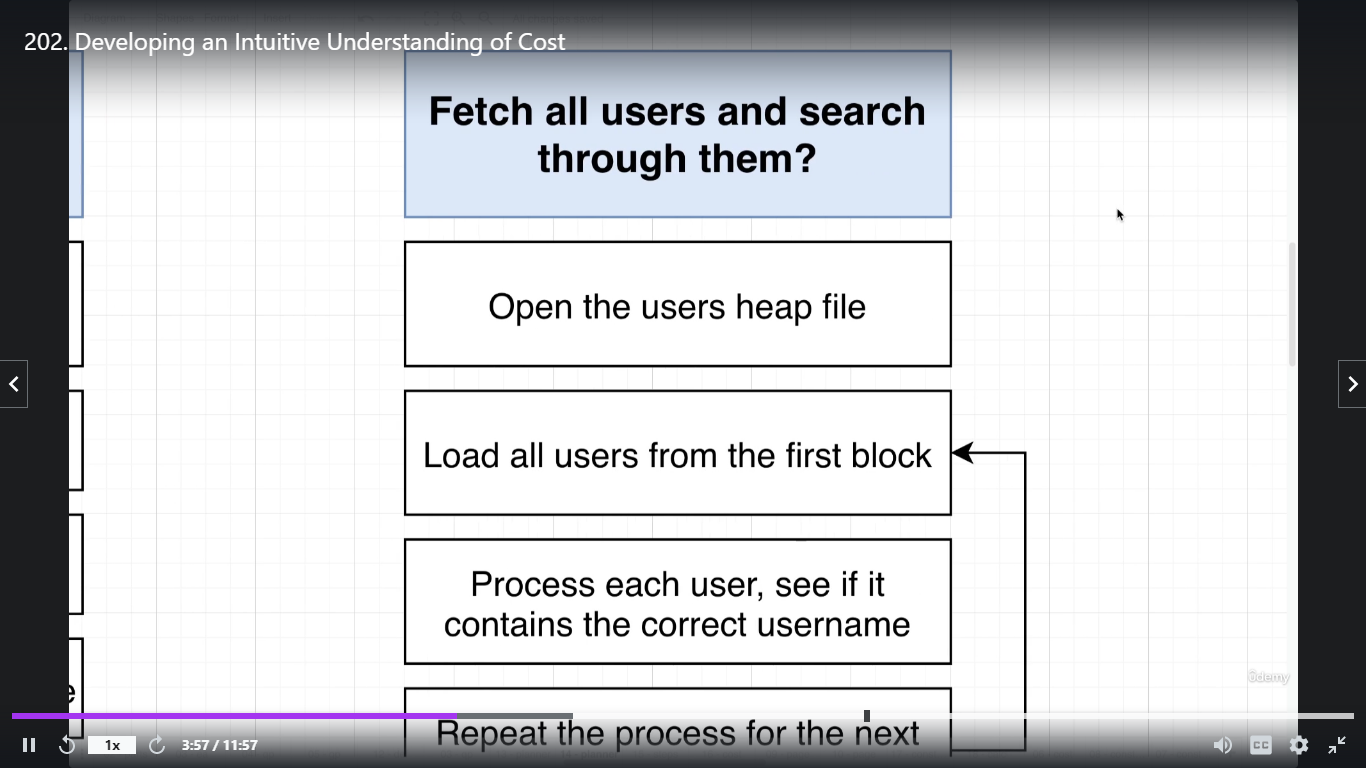 202. Developing an Intuitive Understanding of Cost
Fetch all users and search
through them?
Open the users heap file
Load all users from the first block
Process each user, see if it
contains the correct username
e
Repeat the process for the next
ûdemy
1x
3:57 / 11:57
CC